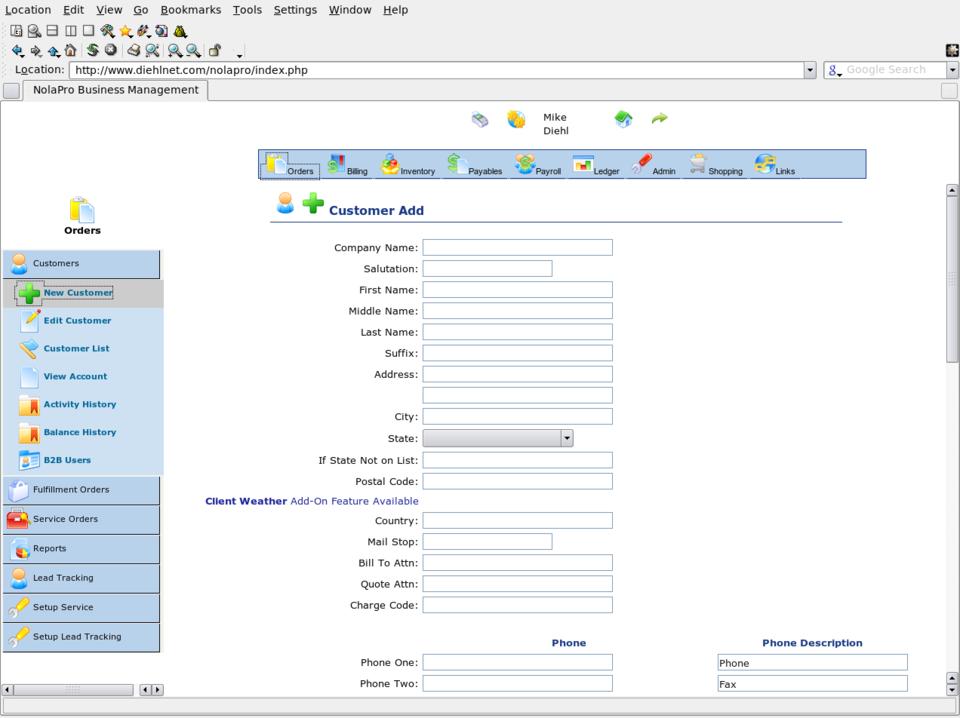 Location Edit View Go Bookmarks Tools Settings Window Help
Location: http://www.diehlnet.com/nolapro/index.php Google Search
NolaPro Business Management
Mike
Diehl
Orders Billing Inventory Payables Payroll Ledger Admin Shopping Links
Orders
Customers
New Customer
Edit Customer
Customer List
View Account
Activity History
Balance History
B2B Users
Fulfillment Orders
Service Orders
Reports
Lead Tracking
Setup Service
Setup Lead Tracking
Customer Add
Company Name:
Salutation:
First Name:
Middle Name:
Last Name:
Suffix:
Address:
City:
State:
If State Not on List:
Postal Code:
Client Weather Add-On Feature Available
Country:
Mail Stop:
Bill To Attn:
Quote Attn:
Charge Code:
Phone Phone Description
Phone One: Phone
Phone Two: Fax